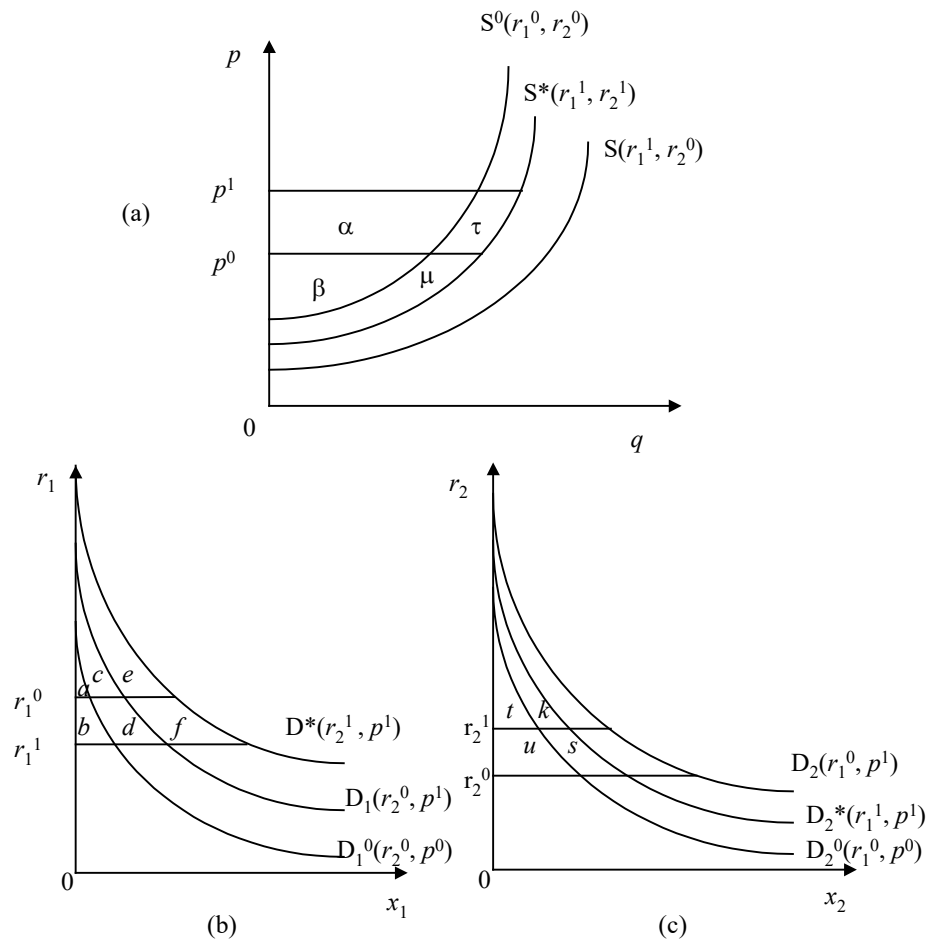 S⁰(r₁⁰, r₂⁰)
p
S*(r₁¹, r₂¹)
S(r₁¹, r₂⁰)
p¹
(a)
α
τ
p⁰
β
μ
0
q
r₁
r₂
c
e
a
r₁⁰
t
k
b
d
f
D*(r₂¹, p¹)
r₂¹
r₁¹
u
s
r₂⁰
D₂(r₁⁰, p¹)
D₁(r₂⁰, p¹)
D₂*(r₁¹, p¹)
D₁⁰(r₂⁰, p⁰)
D₂⁰(r₁⁰, p⁰)
0
0
x₁
x₂
(b)
(c)